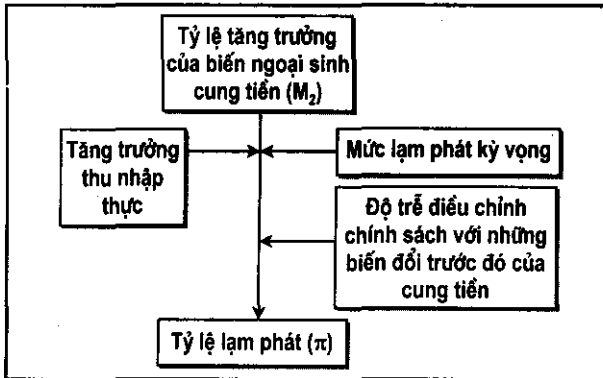 Tỷ lệ tăng trưởng
của biến ngoại sinh
cung tiền (M₂)
Tăng trưởng
thu nhập
thực
Mức lạm phát kỳ vọng
Độ trễ điều chỉnh
chính sách với những
biến đổi trước đó của
cung tiền
Tỷ lệ lạm phát (π)